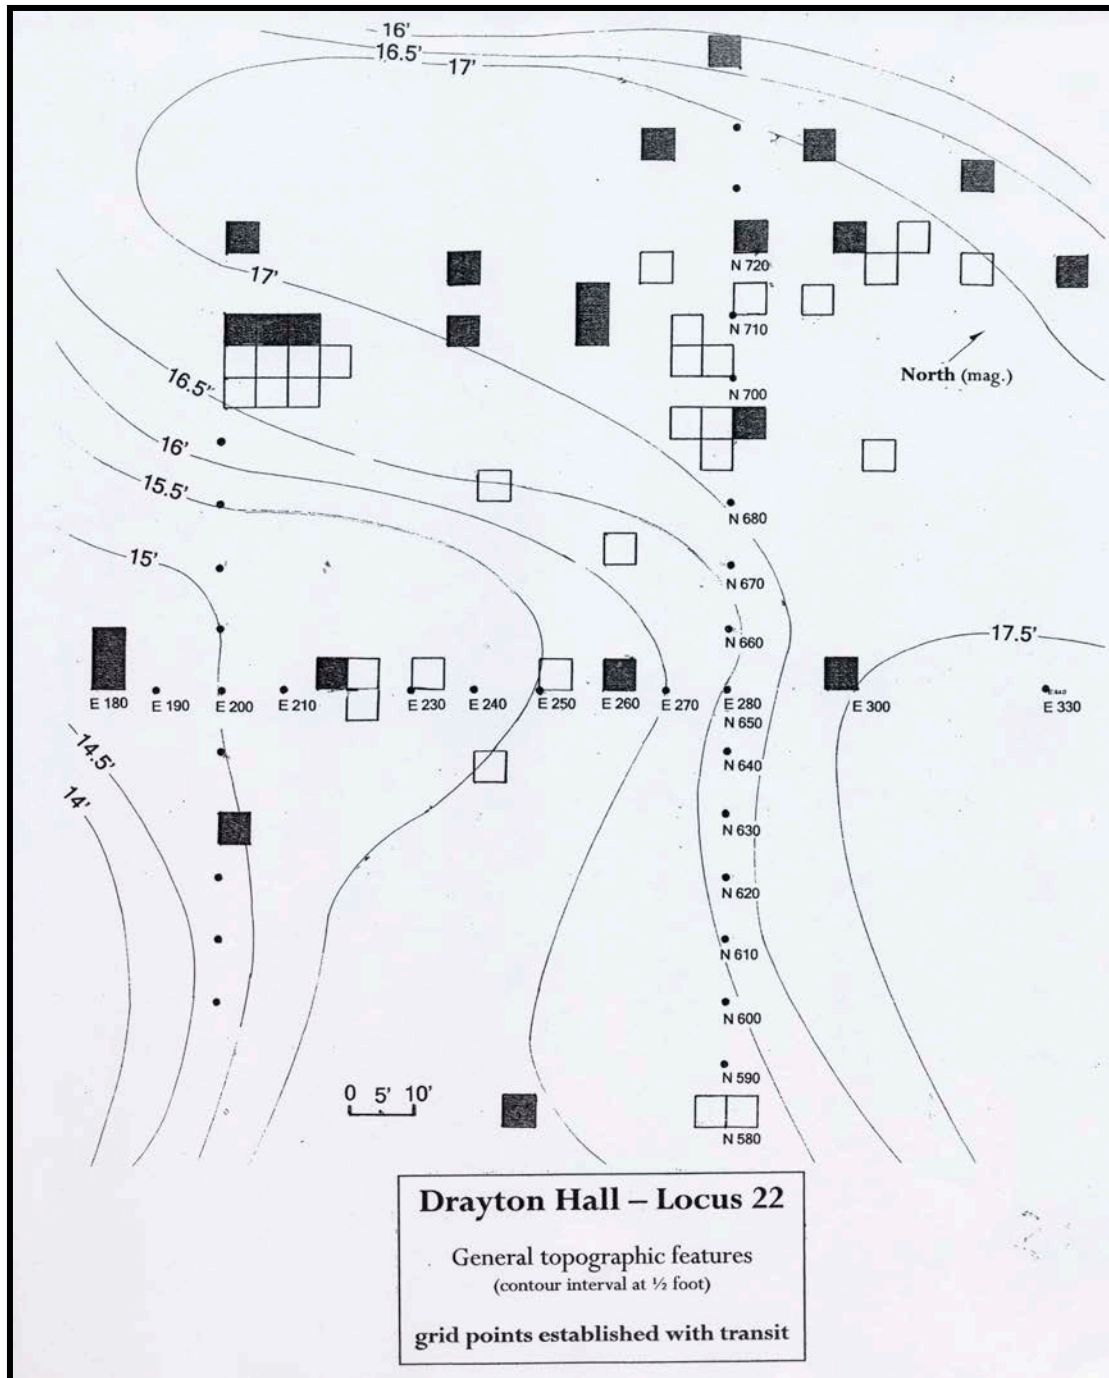 16'
16.5'
17'
N 720
17'
N 710
North (mag.)
16.5'
N 700
16'
15.5'
N 680
15'
N 670
N 660
17.5'
E 180
E 190
E 200
E 210
E 230
E 240
E 250
E 260
E 270
E 280
E 300
E 330
N 650
14.5'
N 640
14'
N 630
N 620
N 610
N 600
N 590
0 5' 10'
N 580
Drayton Hall – Locus 22
General topographic features
(contour interval at ½ foot)
grid points established with transit